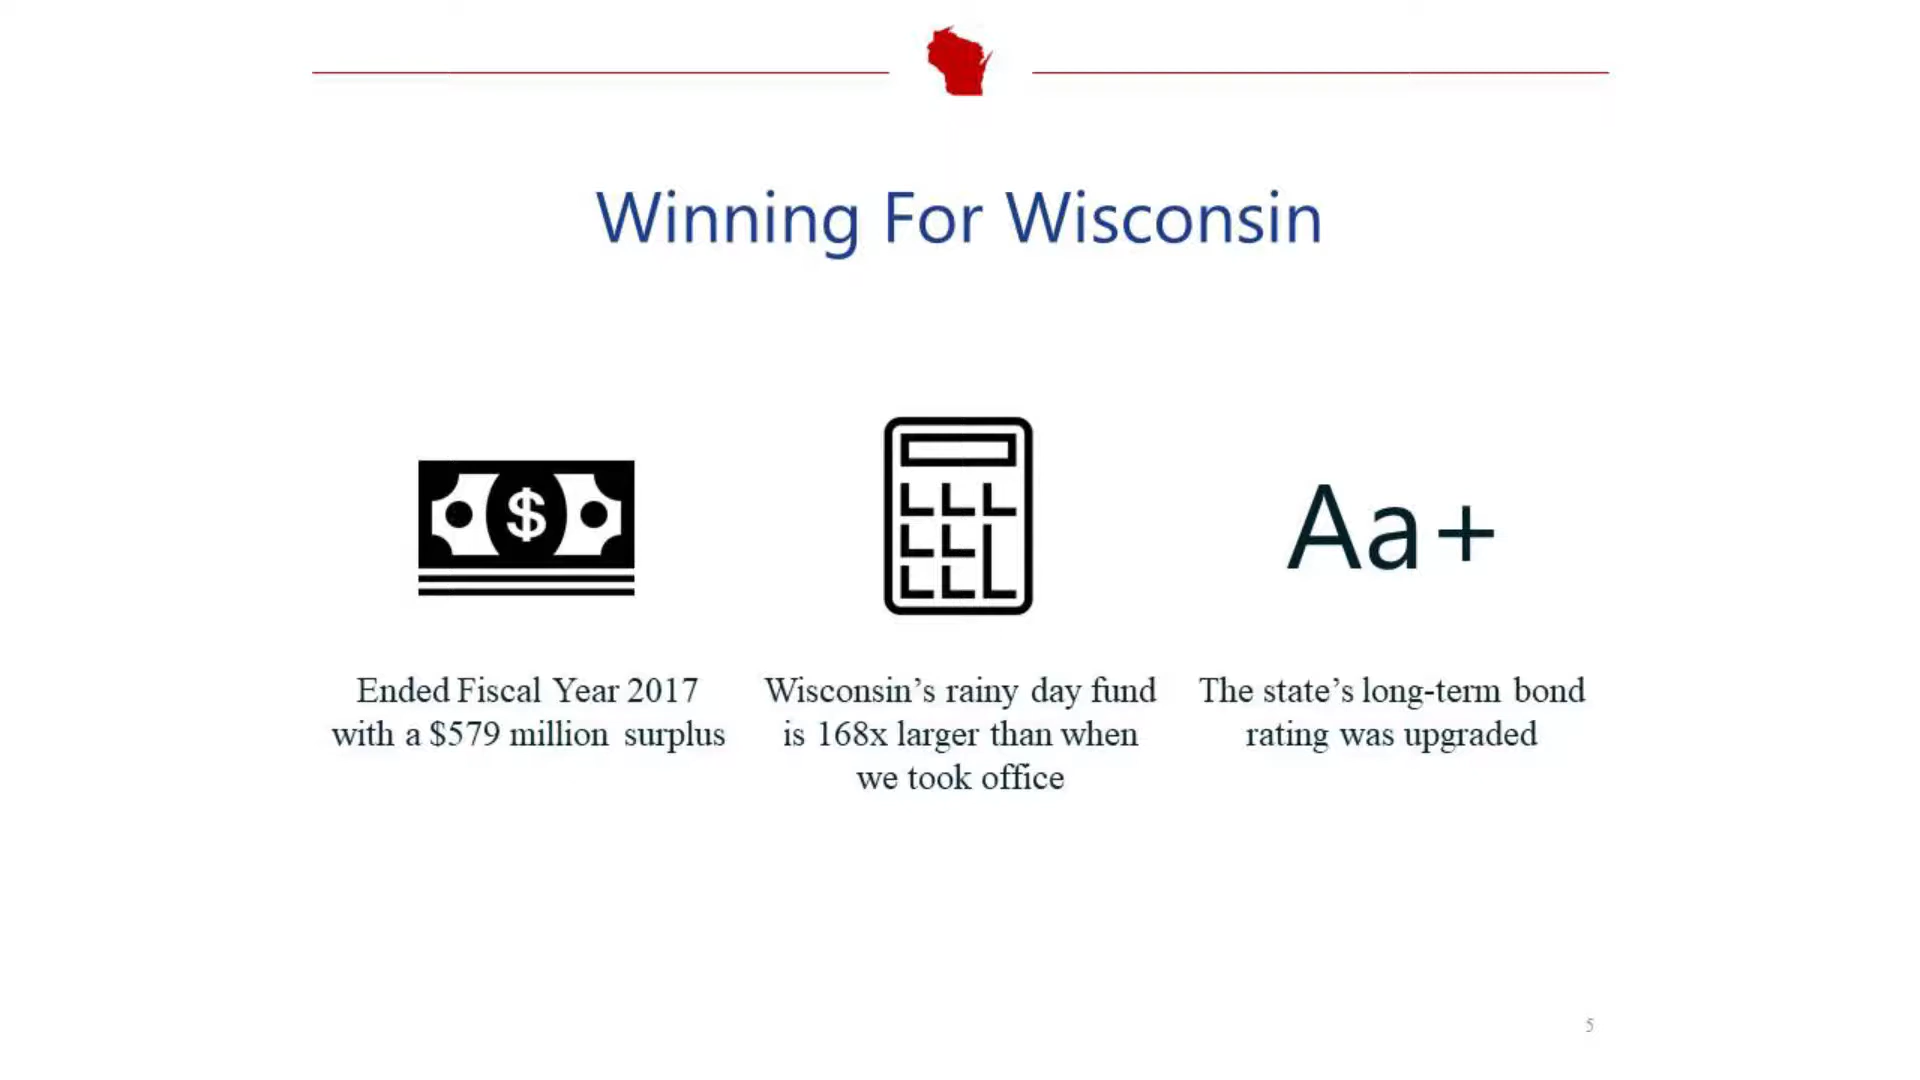 Winning For Wisconsin
$
Aa+
Ended Fiscal Year 2017
with a $579 million surplus
Wisconsin’s rainy day fund
is 168x larger than when
we took office
The state’s long-term bond
rating was upgraded
5